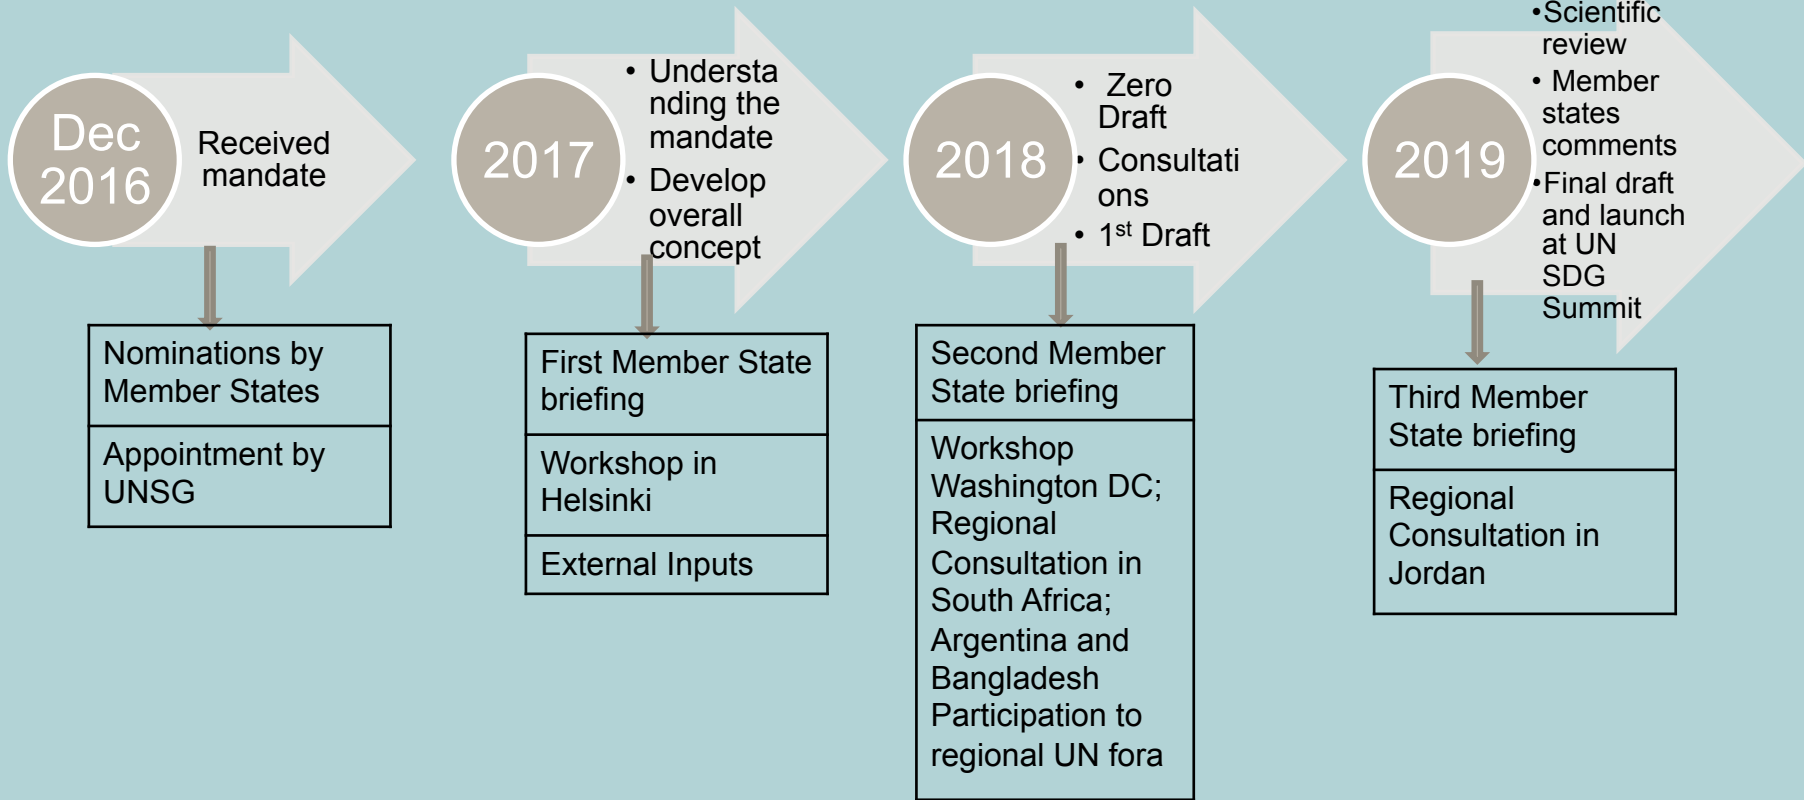 Dec
2016
Received
mandate
Nominations by
Member States
Appointment by
UNSG
2017
• Understa
nding the
mandate
• Develop
overall
concept
First Member State
briefing
Workshop in
Helsinki
External Inputs
2018
• Zero
Draft
• Consultati
ons
• 1st Draft
Second Member
State briefing
Workshop
Washington DC;
Regional
Consultation in
South Africa;
Argentina and
Bangladesh
Participation to
regional UN fora
2019
•Scientific
review
• Member
states
comments
•Final draft
and launch
at UN
SDG
Summit
Third Member
State briefing
Regional
Consultation in
Jordan